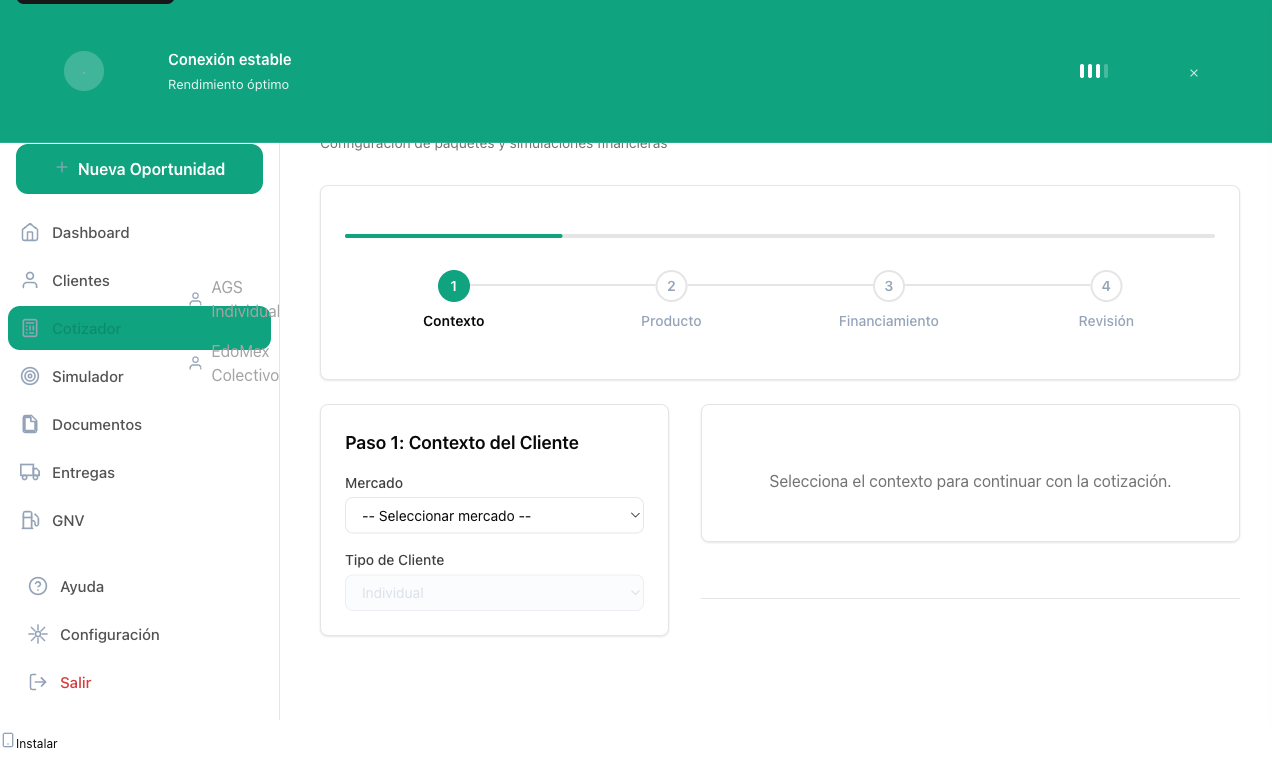 Conexión estable
Rendimiento óptimo
×
Configuración de paquetes y simulaciones financieras
+ Nueva Oportunidad
Dashboard
Clientes
AGS
Individual
Cotizador
EdoMex
Colectivo
Simulador
Documentos
Entregas
GNV
Ayuda
Configuración
Salir
Instalar
1
2
3
4
Contexto
Producto
Financiamiento
Revisión
Paso 1: Contexto del Cliente
Mercado
-- Seleccionar mercado --
Tipo de Cliente
Individual
Selecciona el contexto para continuar con la cotización.